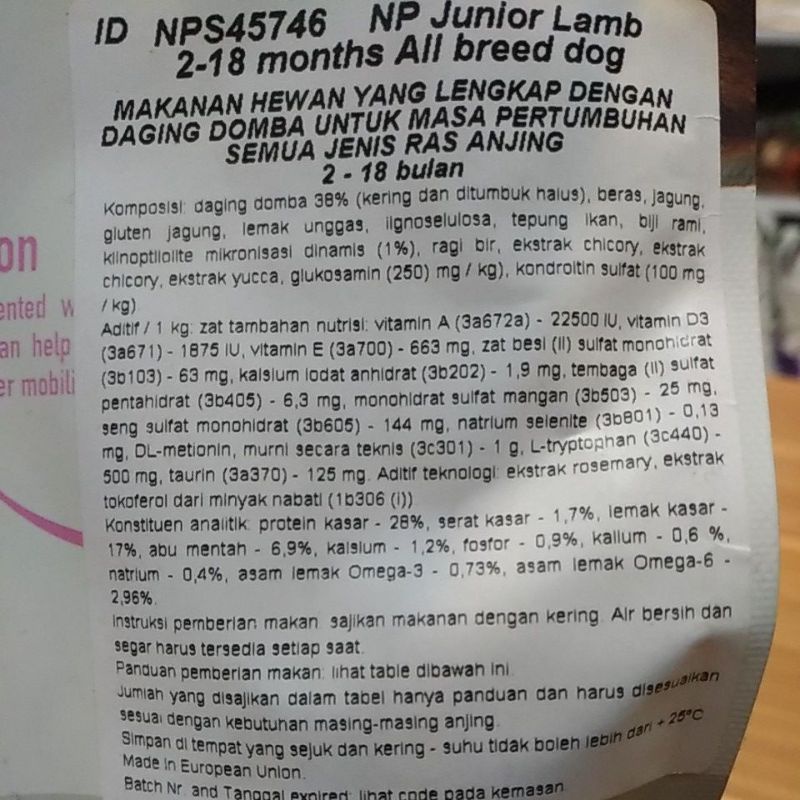 ID NPS45746 NP Junior Lamb
2-18 months All breed dog
MAKANAN HEWAN YANG LENGKAP DENGAN
DAGING DOMBA UNTUK MASA PERTUMBUHAN
SEMUA JENIS RAS ANJING
2 - 18 bulan
Komposisi: daging domba 38% (kering dan ditumbuk halus), beras, jagung,
gluten jagung, lemak unggas, lignoselulosa, tepung ikan, biji rami,
klinoptilolite mikronisasi dinamis (1%), ragi bir, ekstrak chicory, ekstrak
chicory, ekstrak yucca, glukosamin (250) mg / kg), kondroitin sulfat (100 mg
/ kg)
Aditif / 1 kg: zat tambahan nutrisi: vitamin A (3a672a) - 22500 IU, vitamin D3
(3a671) - 1875 IU, vitamin E (3a700) - 663 mg, zat besi (II) sulfat monohidrat
(3b103) - 63 mg, kalsium iodat anhidrat (3b202) - 1,9 mg, tembaga (II) sulfat
pentahidrat (3b405) - 6,3 mg, monohidrat sulfat mangan (3b503) - 25 mg,
seng sulfat monohidrat (3b605) - 144 mg, natrium selenite (3b801) - 0,13
mg, DL-metionin, murni secara teknis (3c301) - 1 g, L-tryptophan (3c440) -
500 mg, taurin (3a370) - 125 mg. Aditif teknologi: ekstrak rosemary, ekstrak
tokoferol dari minyak nabati (1b306 (i))
Konstituen analitik: protein kasar - 28%, serat kasar - 1,7%, lemak kasar -
17%, abu mentah - 6,9%, kalsium - 1,2%, fosfor - 0,9%, kalium - 0,6 %,
natrium - 0,4%, asam lemak Omega-3 - 0,73%, asam lemak Omega-6 -
2,96%.
Instruksi pemberian makan: sajikan makanan dengan kering. Air bersih dan
segar harus tersedia setiap saat.
Panduan pemberian makan: lihat table dibawah ini.
Jumlah yang disajikan dalam tabel hanya panduan dan harus disesuaikan
sesuai dengan kebutuhan masing-masing anjing.
Simpan di tempat yang sejuk dan kering - suhu tidak boleh lebih dari + 25°C
Made in European Union.
Batch Nr. and Tanggal expired: lihat code pada kemasan
on
ented w
an help
er mobili